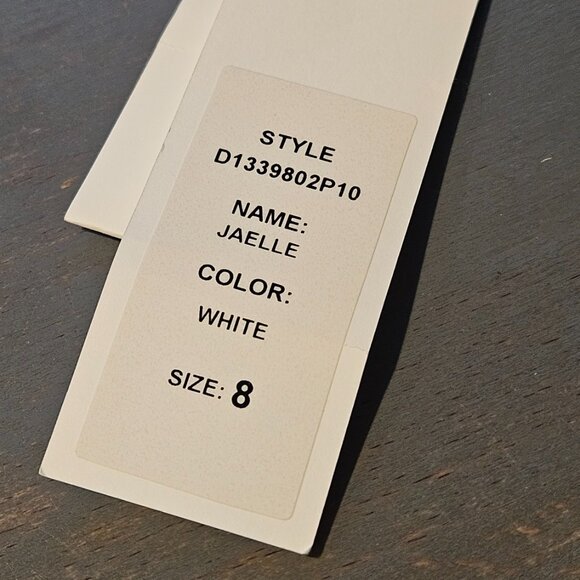 STYLE
D1339802P10
NAME:
JAELLE
COLOR:
WHITE
SIZE: 8